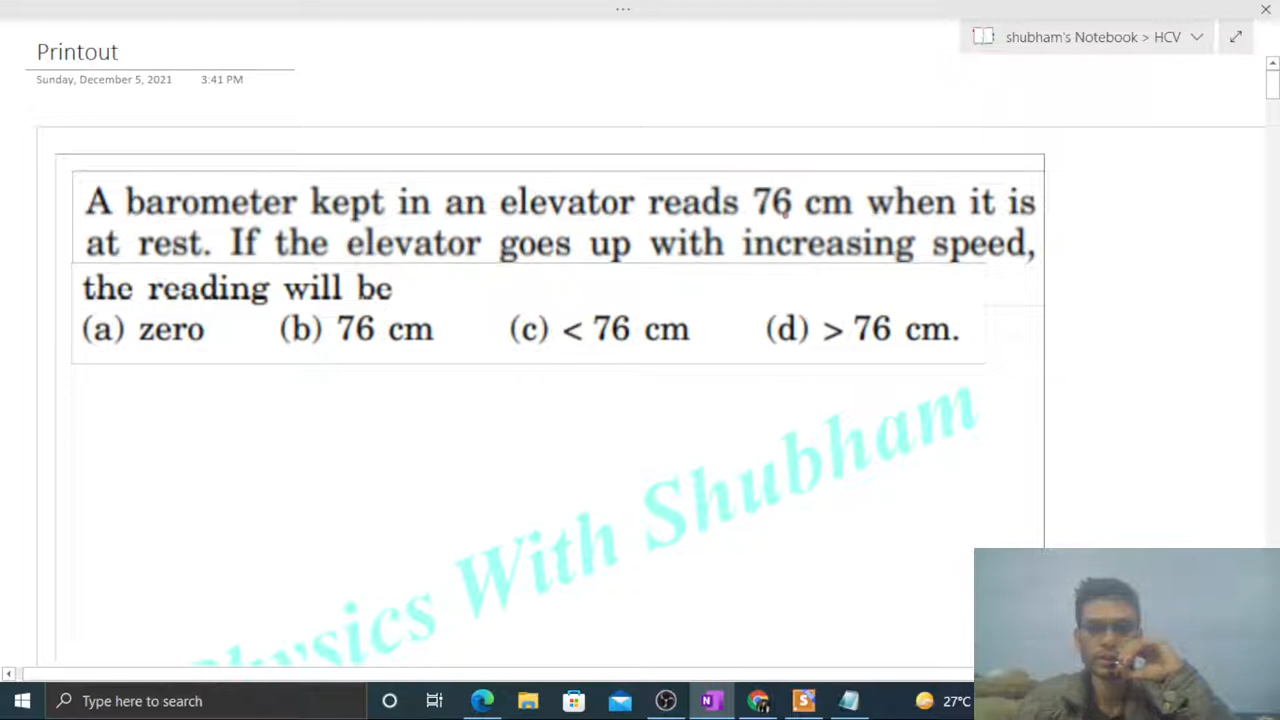 ...
shubham's Notebook > HCV
Printout
Sunday, December 5, 2021 3:41 PM
A barometer kept in an elevator reads 76 cm when it is
at rest. If the elevator goes up with increasing speed,
the reading will be
(a) zero (b) 76 cm (c) < 76 cm (d) > 76 cm.
Physics With Shubham
Type here to search
27°C